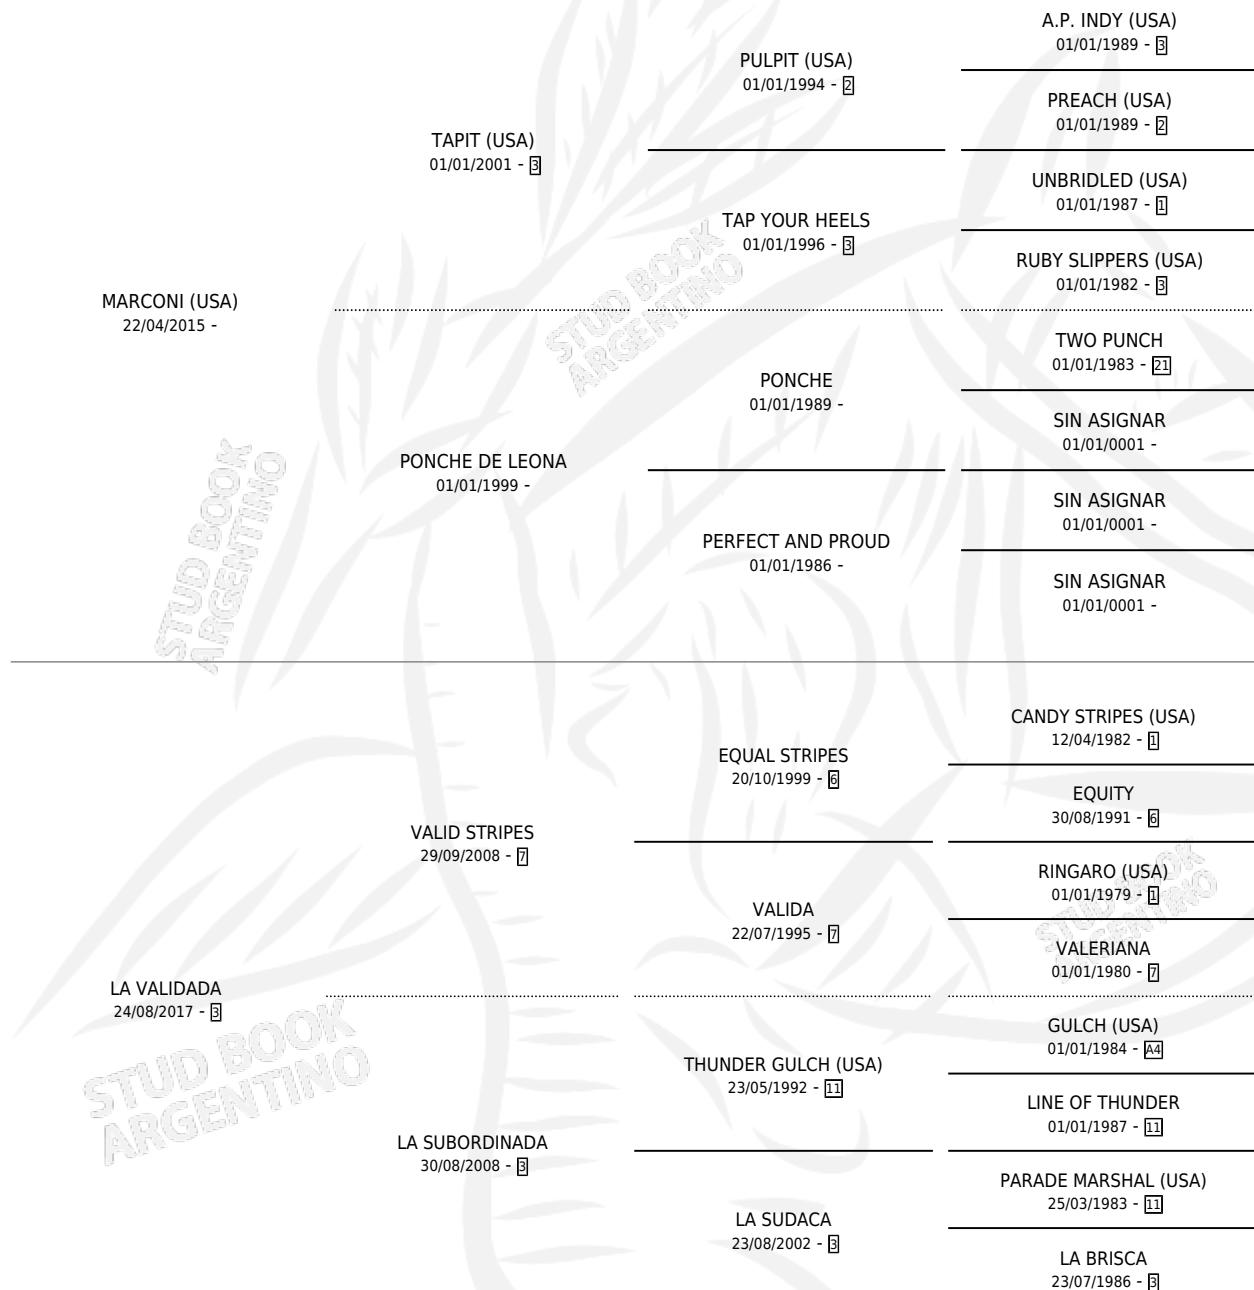 A.P. INDY (USA)
01/01/1989 - 3
PULPIT (USA)
01/01/1994 - 2
PREACH (USA)
01/01/1989 - 2
TAPIT (USA)
01/01/2001 - 3
UNBRIDLED (USA)
01/01/1987 - 1
TAP YOUR HEELS
01/01/1996 - 3
RUBY SLIPPERS (USA)
01/01/1982 - 3
MARCONI (USA)
22/04/2015 -
TWO PUNCH
01/01/1983 - 21
PONCHE
01/01/1989 -
SIN ASIGNAR
01/01/0001 -
PONCHE DE LEONA
01/01/1999 -
SIN ASIGNAR
01/01/0001 -
PERFECT AND PROUD
01/01/1986 -
SIN ASIGNAR
01/01/0001 -
CANDY STRIPES (USA)
12/04/1982 - 1
EQUAL STRIPES
20/10/1999 - 6
EQUITY
30/08/1991 - 6
VALID STRIPES
29/09/2008 - 7
RINGARO (USA)
01/01/1979 - 1
VALIDA
22/07/1995 - 7
VALERIANA
01/01/1980 - 7
LA VALIDADA
24/08/2017 - 3
GULCH (USA)
01/01/1984 - A4
THUNDER GULCH (USA)
23/05/1992 - 11
LINE OF THUNDER
01/01/1987 - 11
LA SUBORDINADA
30/08/2008 - 3
PARADE MARSHAL (USA)
25/03/1983 - 11
LA SUDACA
23/08/2002 - 3
LA BRISCA
23/07/1986 - 3
STUD BOOK
ARGENTINO
STUD BOOK
ARGENTINO
STUD BOOK
ARGENTINO
STUD BOOK
ARGENTINO